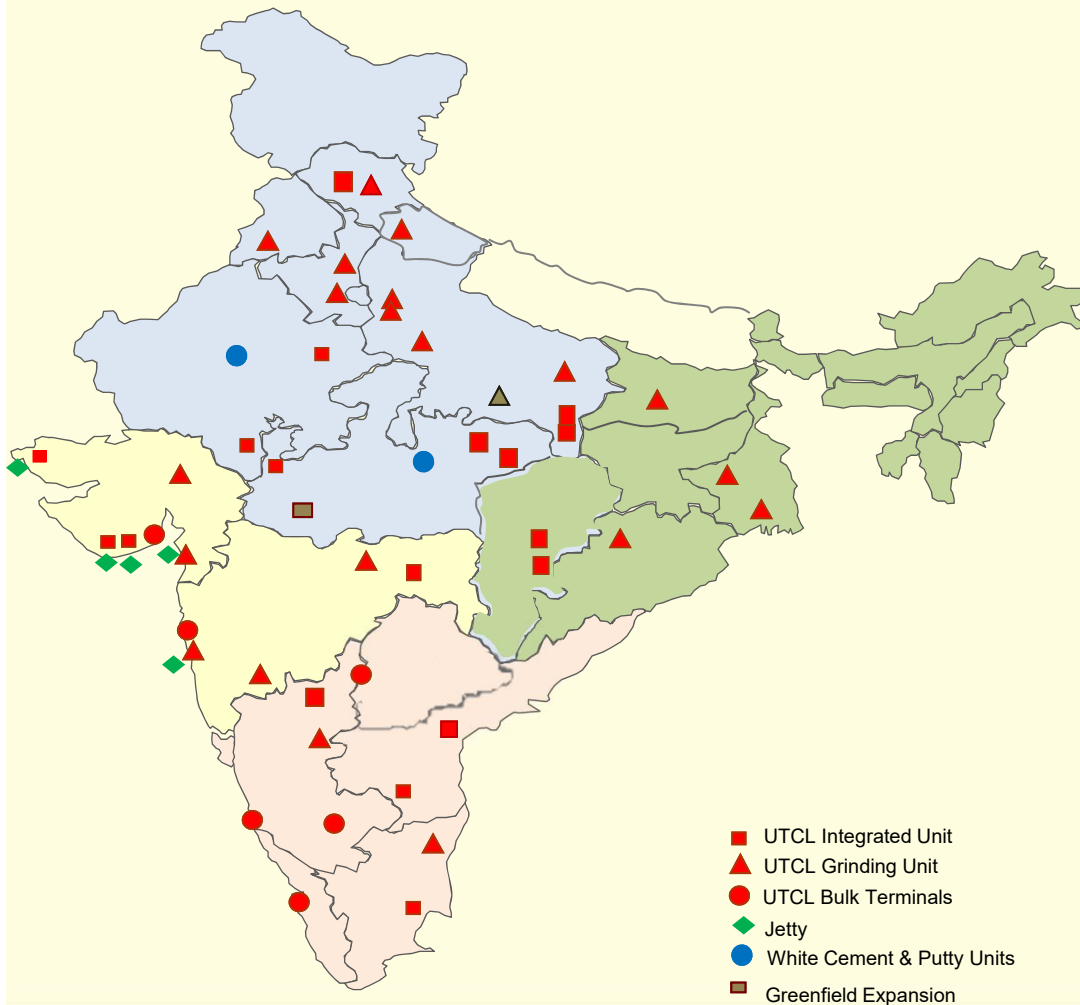 UTCL Integrated Unit
UTCL Grinding Unit
UTCL Bulk Terminals
Jetty
White Cement & Putty Units
Greenfield Expansion